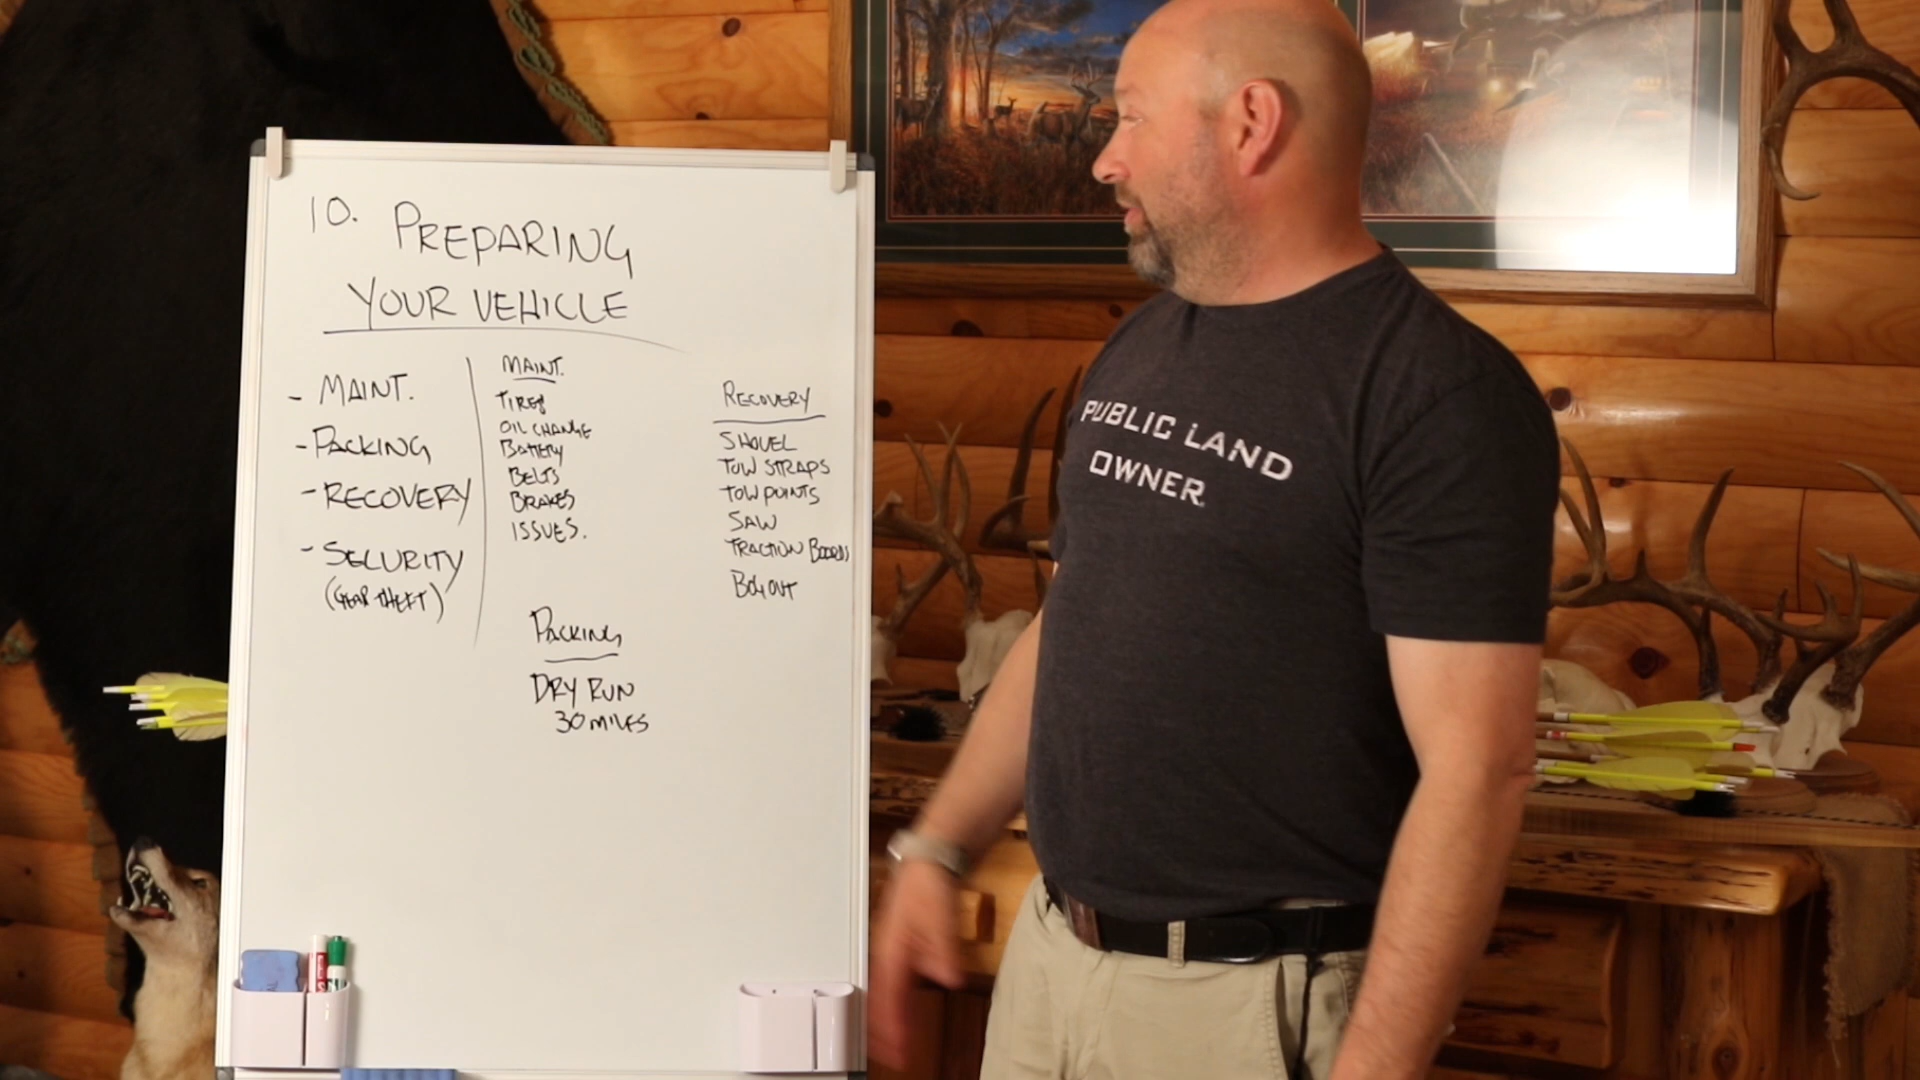 10. PREPARING
YOUR VEHICLE
- MAINT.
- PACKING
- RECOVERY
- SECURITY
(GEAR THEFT)
MAINT.
TIRES
OIL CHANGE
BATTERY
BELTS
BRAKES
ISSUES.
PACKING
DRY RUN
30 MILES
RECOVERY
SHOVEL
TOW STRAPS
TOW POINTS
SAW
TRACTION BOARDS
BOG OUT
PUBLIC LAND
OWNER